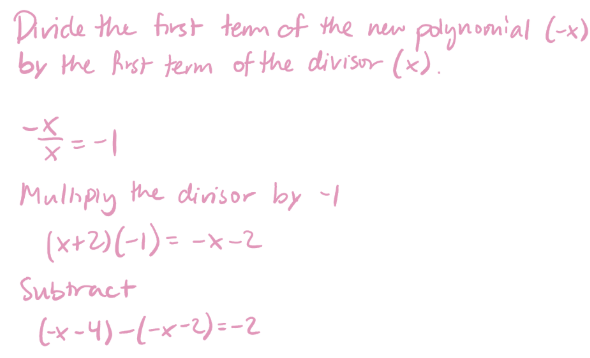 Divide the first term of the new polynomial (-x)
by the first term of the divisor (x).
-x/x = -1
Multiply the divisor by -1
(x+2)(-1) = -x-2
Subtract
(-x-4)-(-x-2)=-2